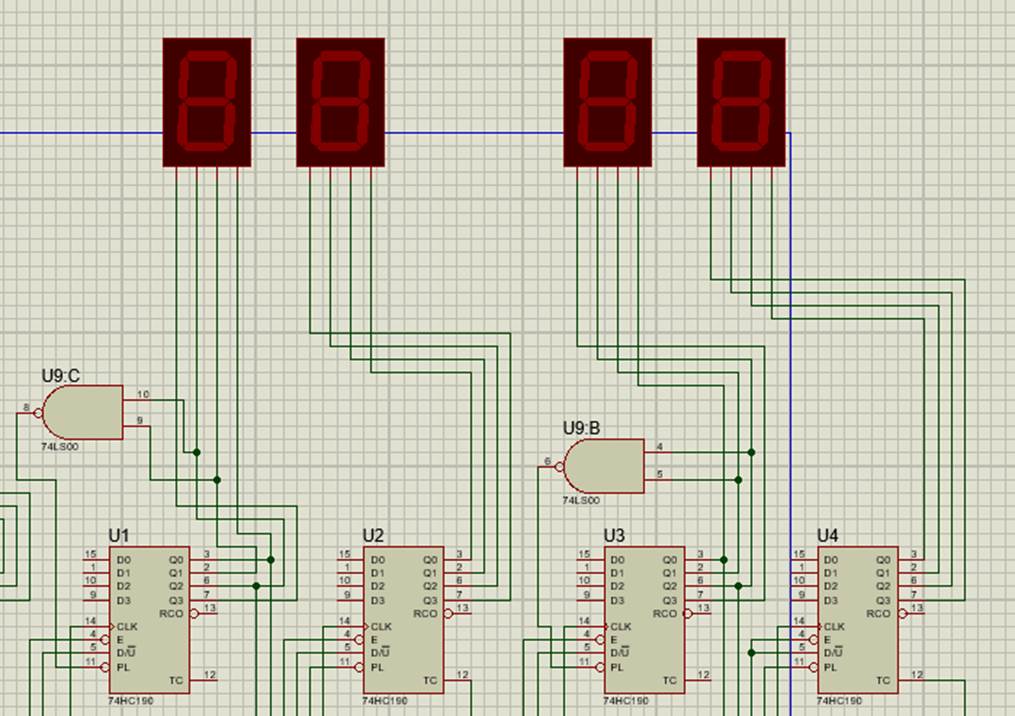 U9:C
10
8
9
74LS00
U9:B
4
6
5
74LS00
U1
15 D0 Q0 3
1 D1 Q1 2
10 D2 Q2 6
9 D3 Q3 7
RCO 13
14 CLK
4 E
5 D/U
11 PL
TC 12
74HC190
U2
15 D0 Q0 3
1 D1 Q1 2
10 D2 Q2 6
9 D3 Q3 7
RCO 13
14 CLK
4 E
5 D/U
11 PL
TC 12
74HC190
U3
15 D0 Q0 3
1 D1 Q1 2
10 D2 Q2 6
9 D3 Q3 7
RCO 13
14 CLK
4 E
5 D/U
11 PL
TC 12
74HC190
U4
15 D0 Q0 3
1 D1 Q1 2
10 D2 Q2 6
9 D3 Q3 7
RCO 13
14 CLK
4 E
5 D/U
11 PL
TC 12
74HC190